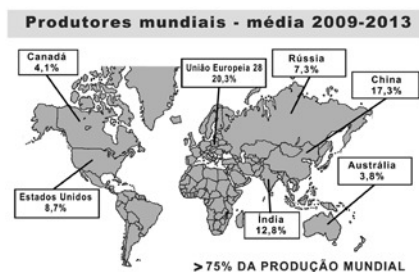 Produtores mundiais - média 2009-2013
Canadá
4,1%
União Europeia 28
20,3%
Rússia
7,3%
China
17,3%
Estados Unidos
8,7%
Índia
12,8%
Austrália
3,8%
> 75% DA PRODUÇÃO MUNDIAL